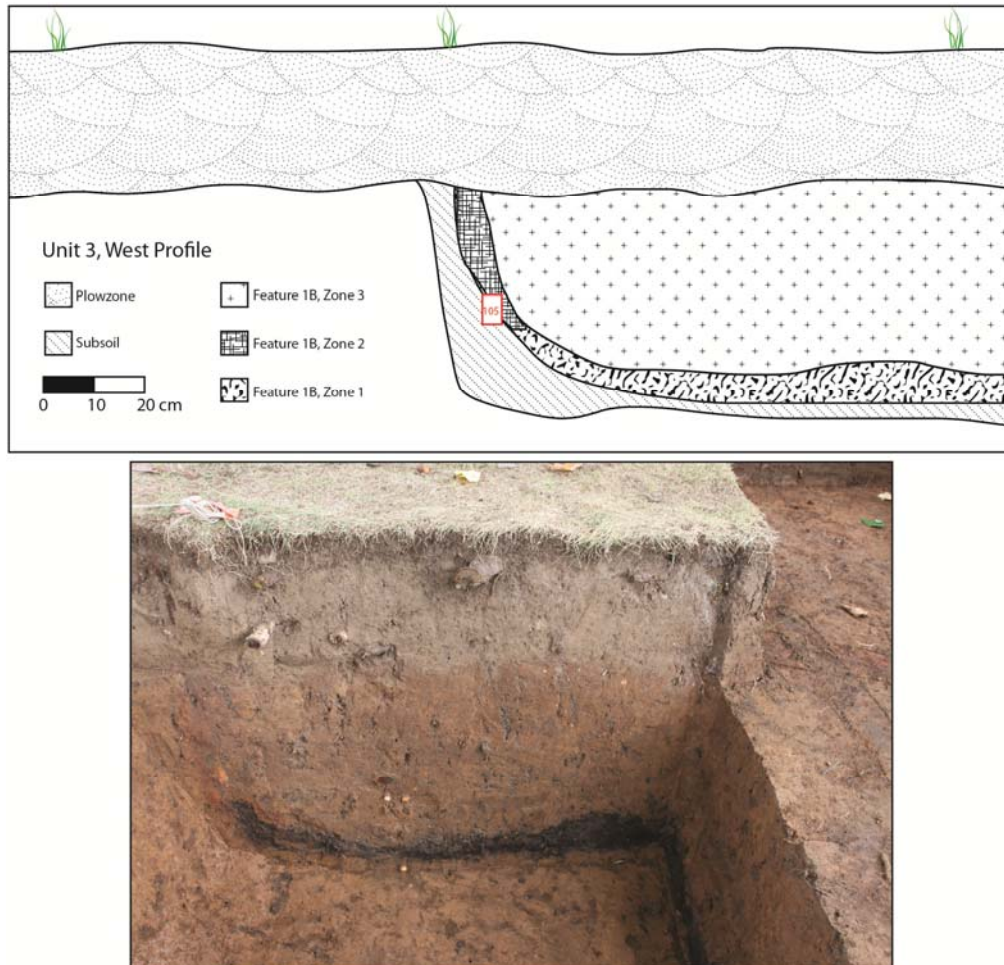 105
Unit 3, West Profile
Plowzone
Feature 1B, Zone 3
Subsoil
Feature 1B, Zone 2
0 10 20 cm
Feature 1B, Zone 1